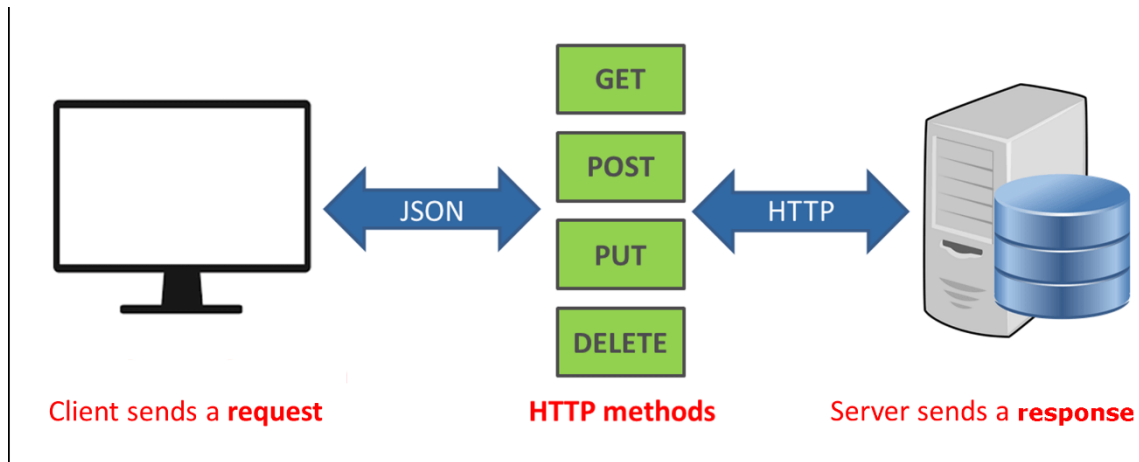 GET
POST
JSON
HTTP
PUT
DELETE
Client sends a request
HTTP methods
Server sends a response